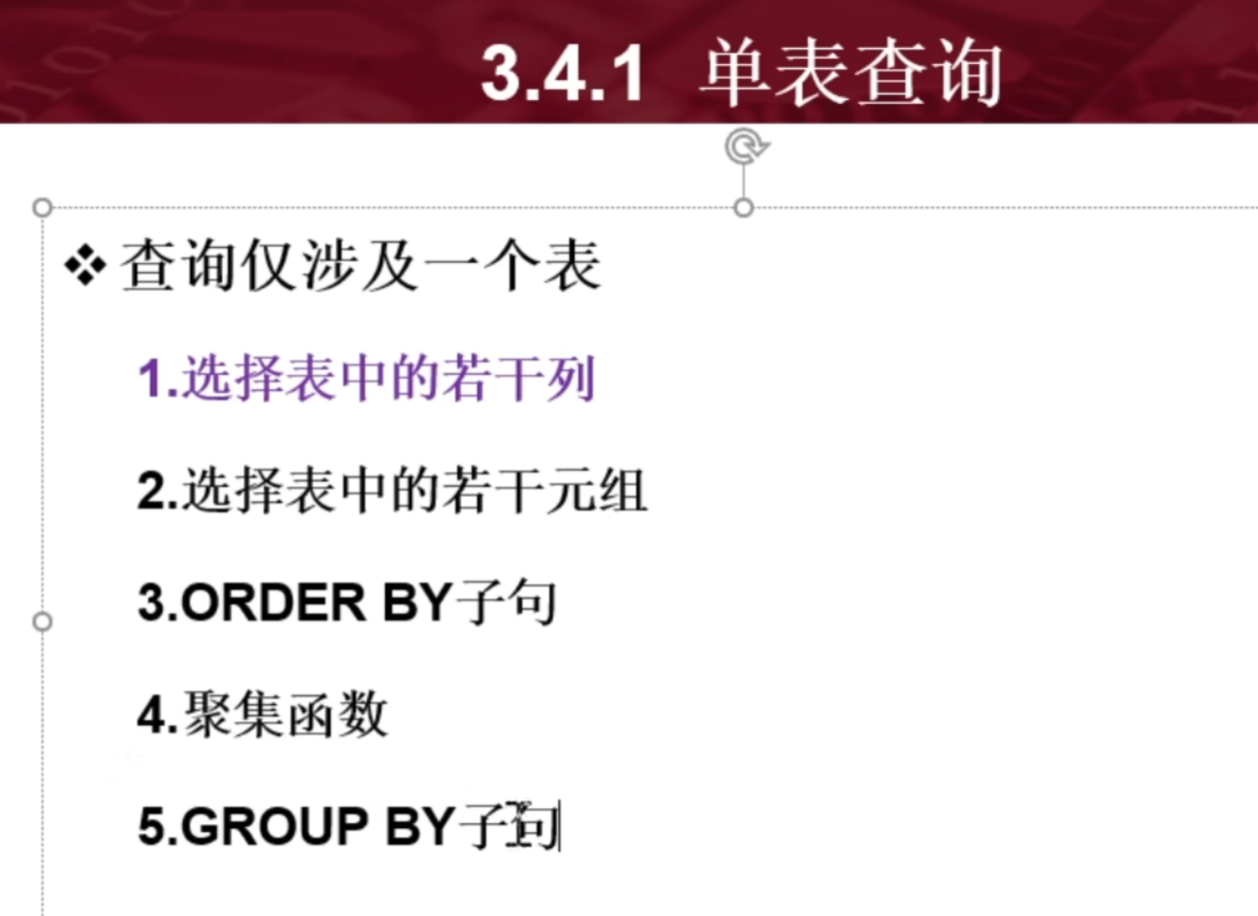 3.4.1 单表查询
查询仅涉及一个表
1.选择表中的若干列
2.选择表中的若干元组
3.ORDER BY子句
4.聚集函数
5.GROUP BY子句